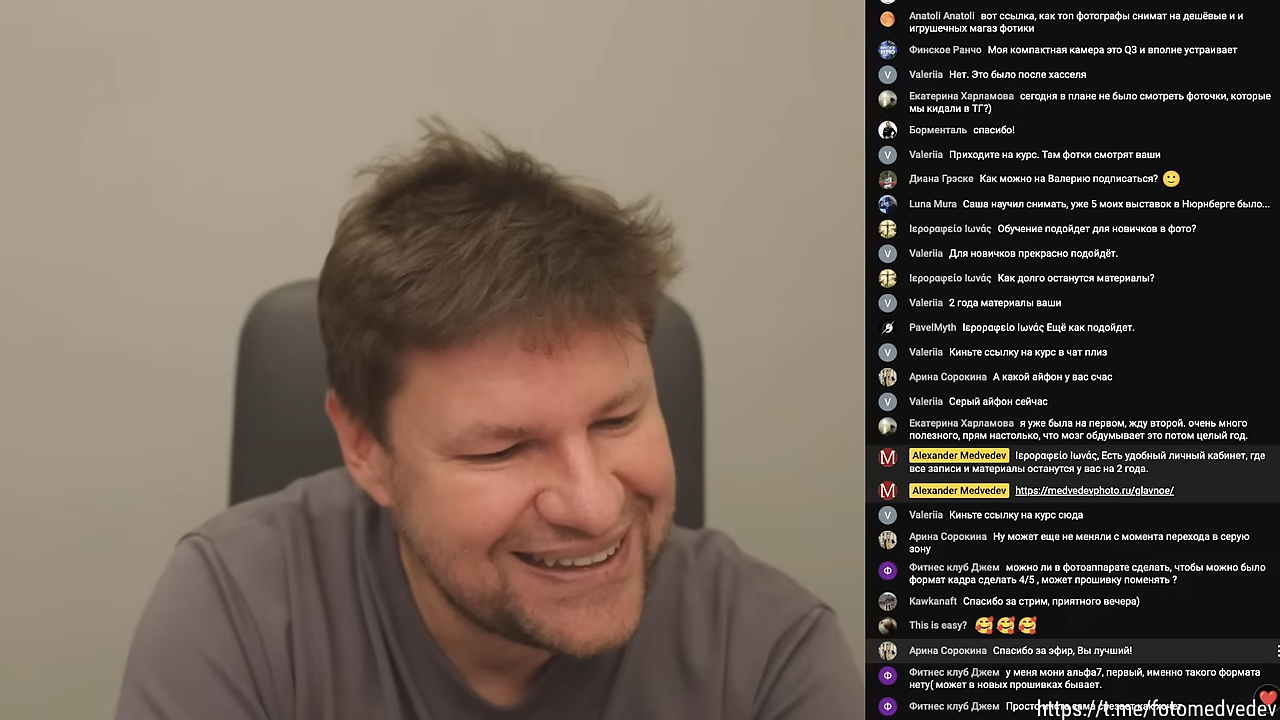 Anatoli Anatoli вот ссылка, как топ фотографы снимат на дешёвые и и
игрушечных магаз фотики
Финское Ранчо Моя компактная камера это Q3 и вполне устраивает
V Valeriia Нет. Это было после хасселя
Екатерина Харламова сегодня в плане не было смотреть фоточки, которые
мы кидали в ТГ?)
Борменталь спасибо!
V Valeriia Приходите на курс. Там фотки смотрят ваши
Диана Грэске Как можно на Валерию подписаться? 🙂
Luna Mura Саша научил снимать, уже 5 моих выставок в Нюрнберге было...
Ιεροραφείο Ιωνάς Обучение подойдет для новичков в фото?
V Valeriia Для новичков прекрасно подойдёт.
Ιεροραφείο Ιωνάς Как долго останутся материалы?
V Valeriia 2 года материалы ваши
PavelMyth Ιεροραφείο Ιωνάς Ещё как подойдет.
V Valeriia Киньте ссылку на курс в чат плиз
Арина Сорокина А какой айфон у вас счас
V Valeriia Серый айфон сейчас
Екатерина Харламова я уже была на первом, жду второй. очень много
полезного, прям настолько, что мозг обдумывает это потом целый год.
M Alexander Medvedev Ιεροραφείο Ιωνάς, Есть удобный личный кабинет, где
все записи и материалы останутся у вас на 2 года.
M Alexander Medvedev https://medvedevphoto.ru/glavnoe/
V Valeriia Киньте ссылку на курс сюда
Арина Сорокина Ну может еще не меняли с момента перехода в серую
зону
Ф Фитнес клуб Джем можно ли в фотоаппарате сделать, чтобы можно было
формат кадра сделать 4/5 , может прошивку поменять ?
Kawkanaft Спасибо за стрим, приятного вечера)
This is easy? 🥰🥰🥰
Арина Сорокина Спасибо за эфир, Вы лучший!
Ф Фитнес клуб Джем у меня мони альфа7, первый, именно такого формата
нету( может в новых прошивках бывает.
Ф Фитнес клуб Джем Просто
https://t.me/fotomedvedev